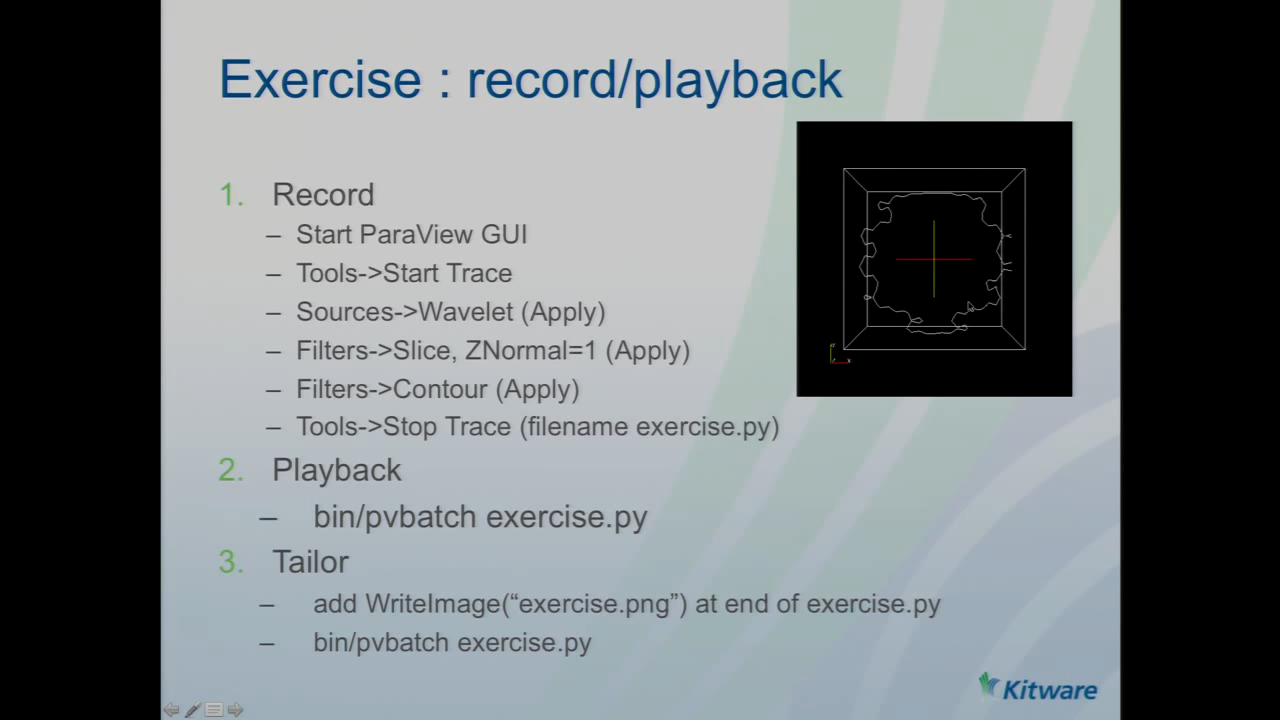 Exercise : record/playback
1. Record
– Start ParaView GUI
– Tools->Start Trace
– Sources->Wavelet (Apply)
– Filters->Slice, ZNormal=1 (Apply)
– Filters->Contour (Apply)
– Tools->Stop Trace (filename exercise.py)
2. Playback
– bin/pvbatch exercise.py
3. Tailor
– add WriteImage(“exercise.png”) at end of exercise.py
– bin/pvbatch exercise.py
Kitware